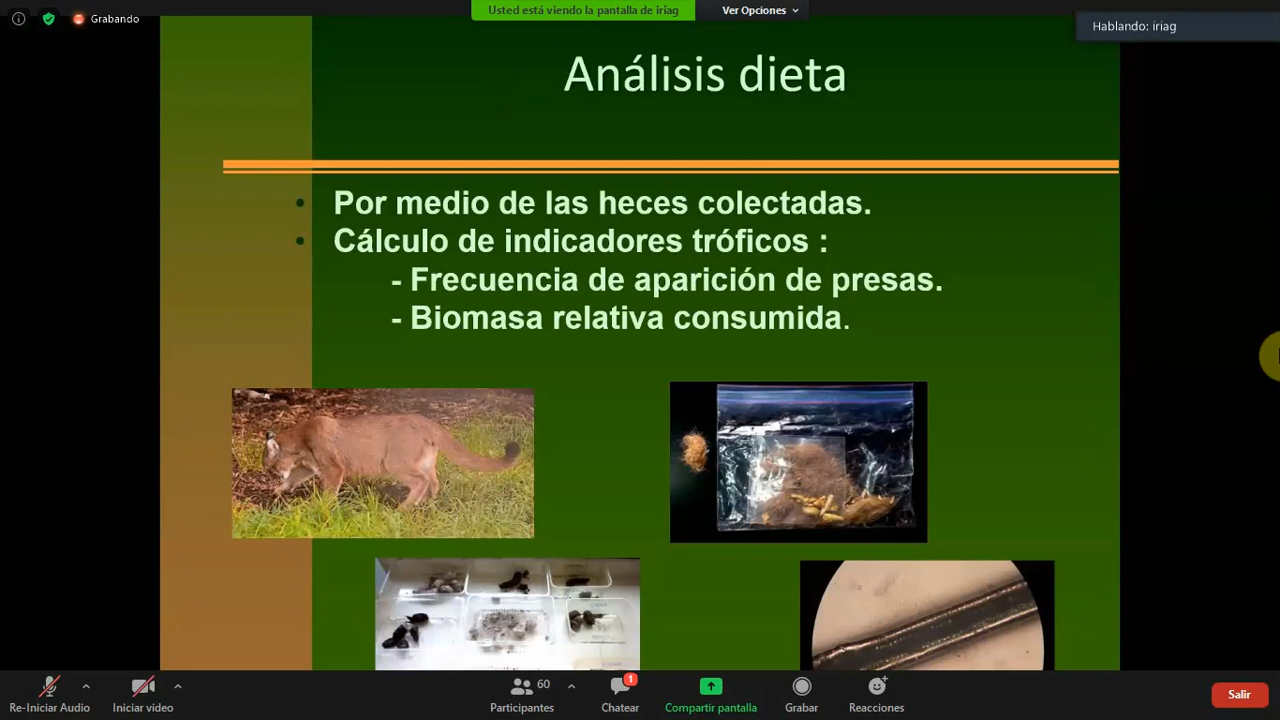 Grabando
Usted está viendo la pantalla de iriag
Ver Opciones
Hablando: iriag
Análisis dieta
• Por medio de las heces colectadas.
• Cálculo de indicadores tróficos :
- Frecuencia de aparición de presas.
- Biomasa relativa consumida.
Re-Iniciar Audio
Iniciar video
60
Participantes
1
Chatear
Compartir pantalla
Grabar
Reacciones
Salir